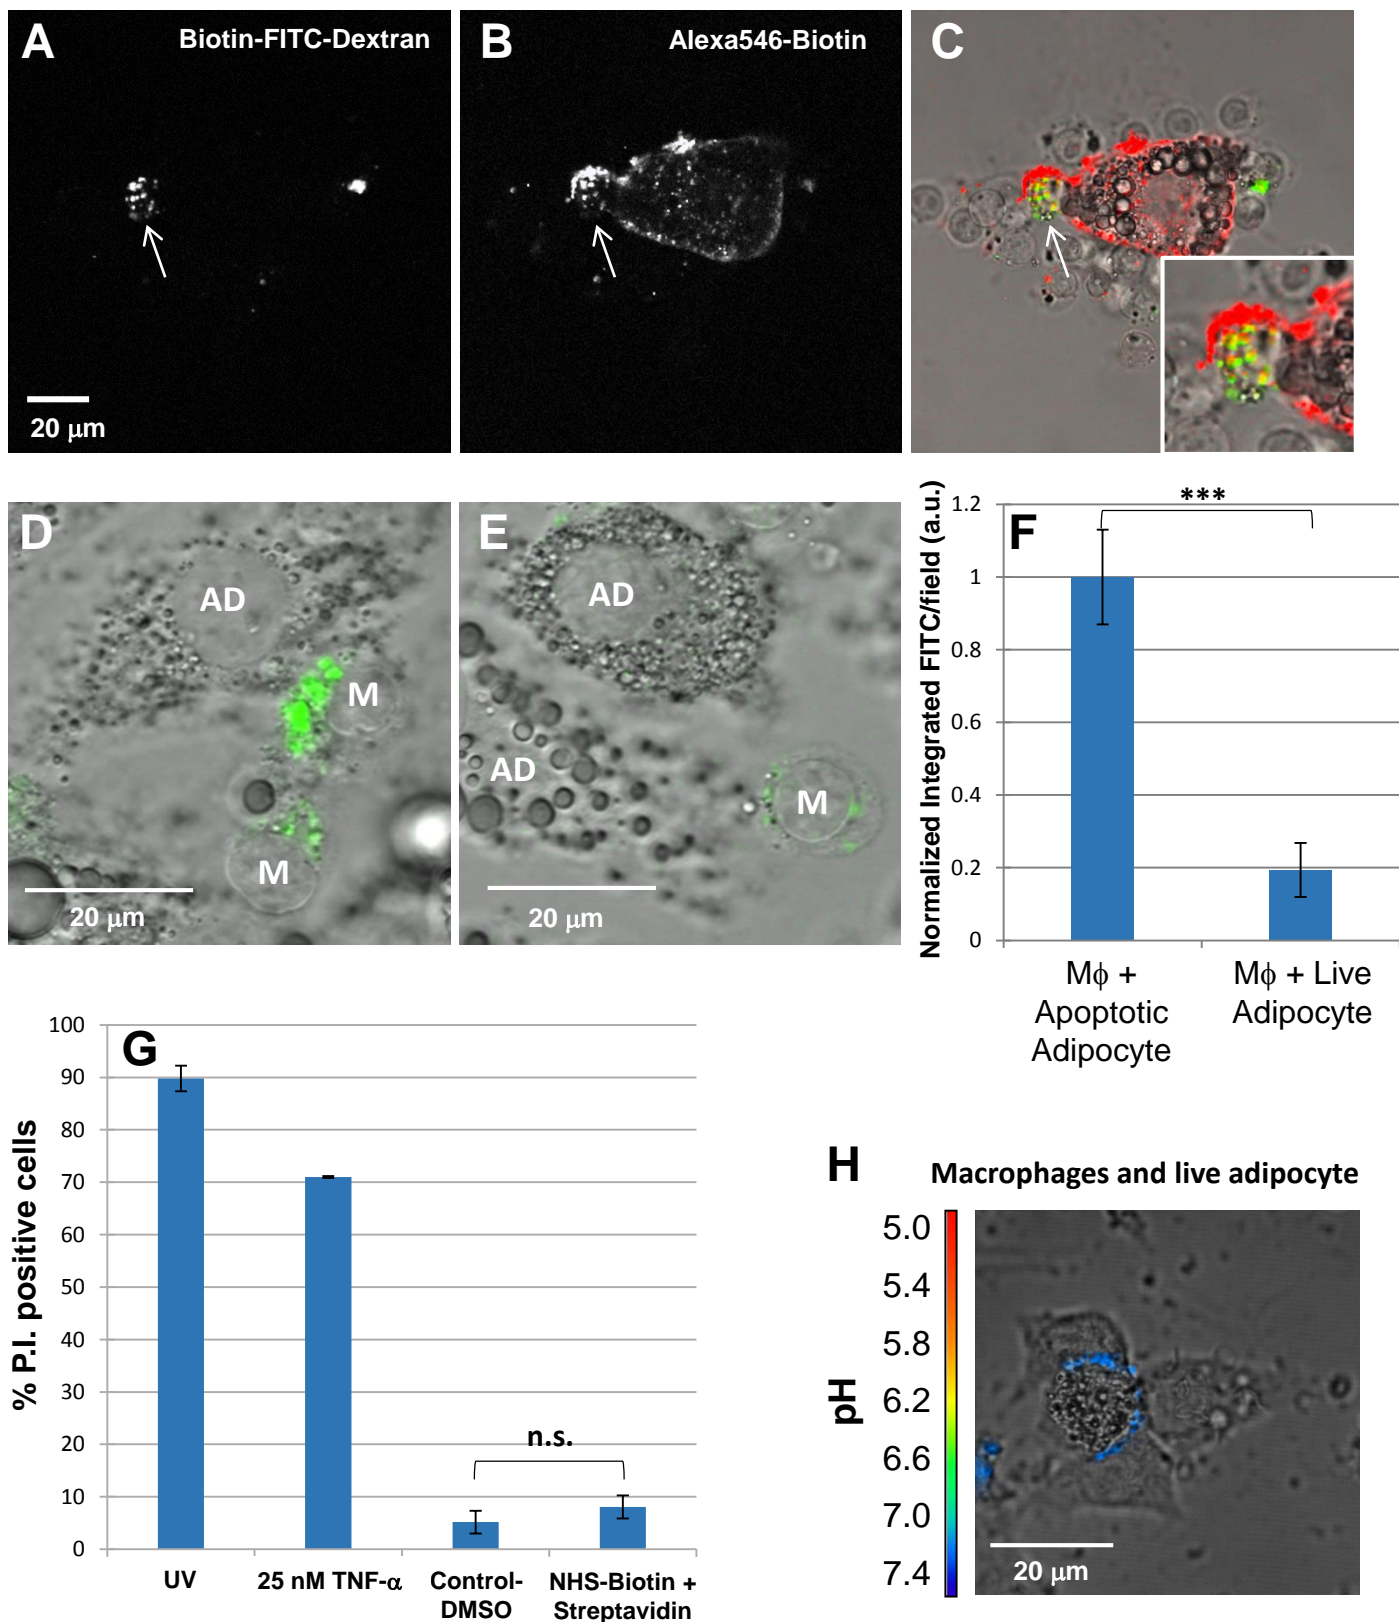 A
Biotin-FITC-Dextran
20 μm
B
Alexa546-Biotin
C
D
AD
M
M
20 μm
E
AD
AD
M
20 μm
F
***
Normalized Integrated FITC/field (a.u.)
1.2
1
0.8
0.6
0.4
0.2
0
Mϕ +
Apoptotic
Adipocyte
Mϕ + Live
Adipocyte
G
% P.I. positive cells
100
90
80
70
60
50
40
30
20
10
0
n.s.
UV
25 nM TNF-α
Control-
DMSO
NHS-Biotin +
Streptavidin
H
Macrophages and live adipocyte
pH
5.0
5.4
5.8
6.2
6.6
7.0
7.4
20 μm